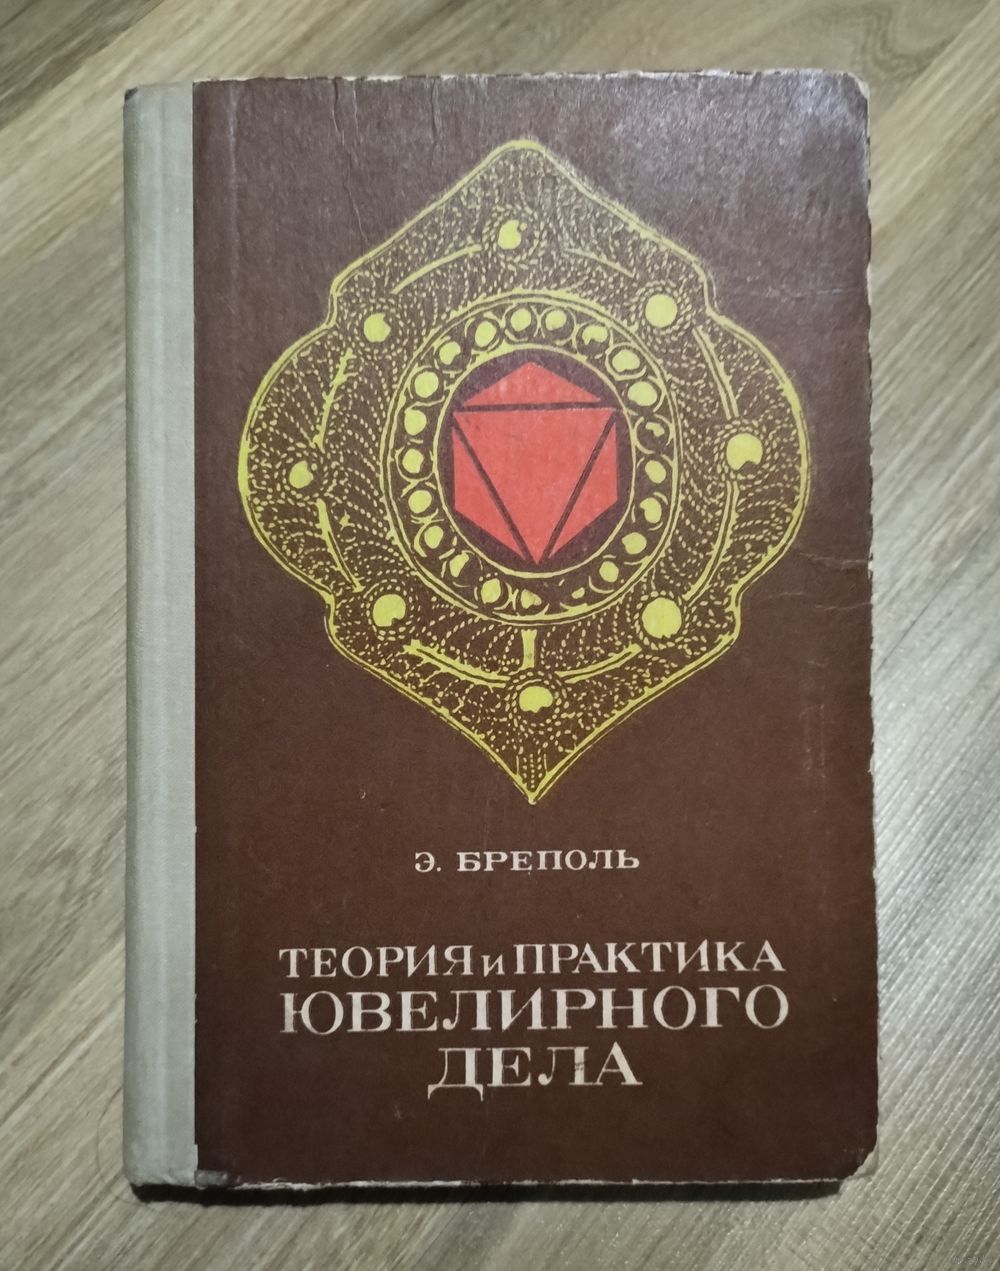 Э. БРЕПОЛЬ
ТЕОРИЯ и ПРАКТИКА
ЮВЕЛИРНОГО
ДЕЛА